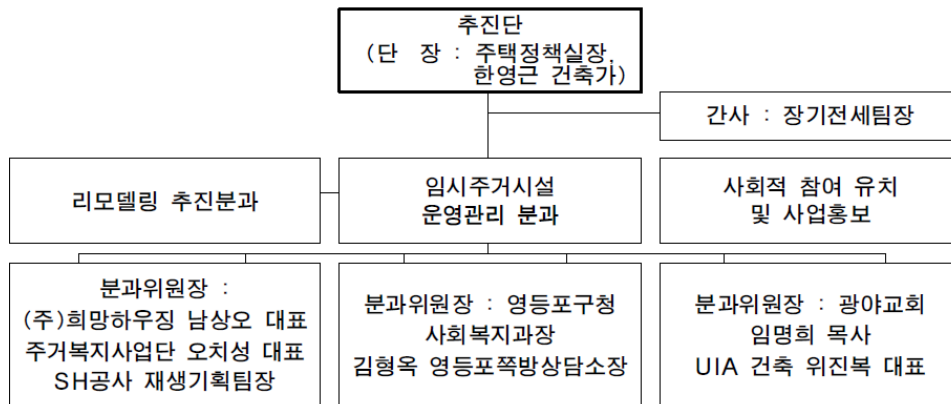 추진단
(단 장 : 주택정책실장,
한영근 건축가)
간사 : 장기전세팀장
리모델링 추진분과
임시주거시설
운영관리 분과
사회적 참여 유치
및 사업홍보
분과위원장 :
(주)희망하우징 남상오 대표
주거복지사업단 오치성 대표
SH공사 재생기획팀장
분과위원장 : 영등포구청
사회복지과장
김형옥 영등포쪽방상담소장
분과위원장 : 광야교회
임명희 목사
UIA 건축 위진복 대표